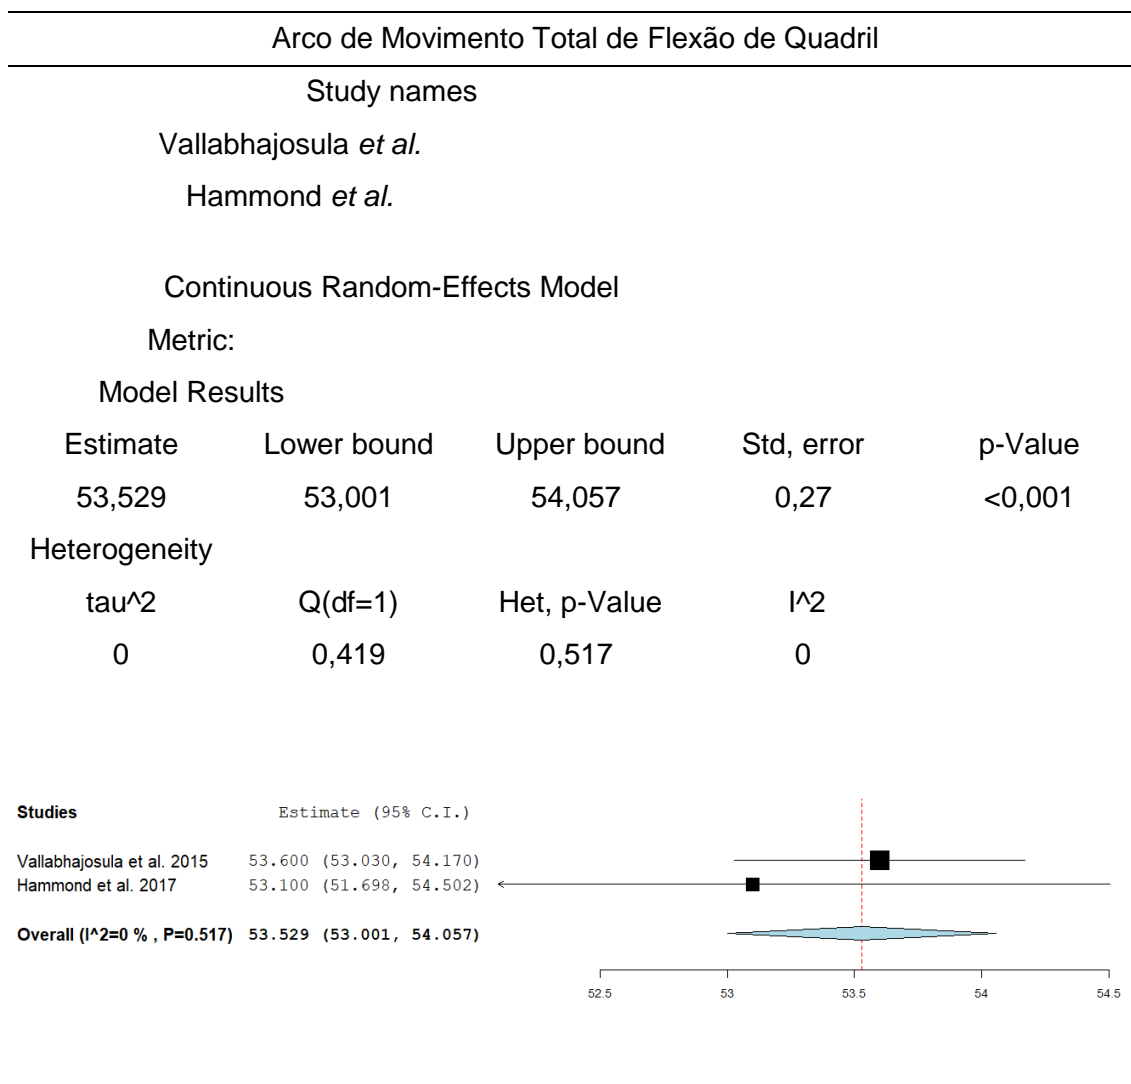 Arco de Movimento Total de Flexão de Quadril
Study names
Vallabhajosula et al.
Hammond et al.
Continuous Random-Effects Model
Metric:
Model Results
Estimate Lower bound Upper bound Std, error p-Value
53,529 53,001 54,057 0,27 <0,001
Heterogeneity
tau^2 Q(df=1) Het, p-Value I^2
0 0,419 0,517 0
Studies Estimate (95% C.I.)
Vallabhajosula et al. 2015 53.600 (53.030, 54.170)
Hammond et al. 2017 53.100 (51.698, 54.502)
Overall (I^2=0 % , P=0.517) 53.529 (53.001, 54.057)
52.5 53 53.5 54 54.5